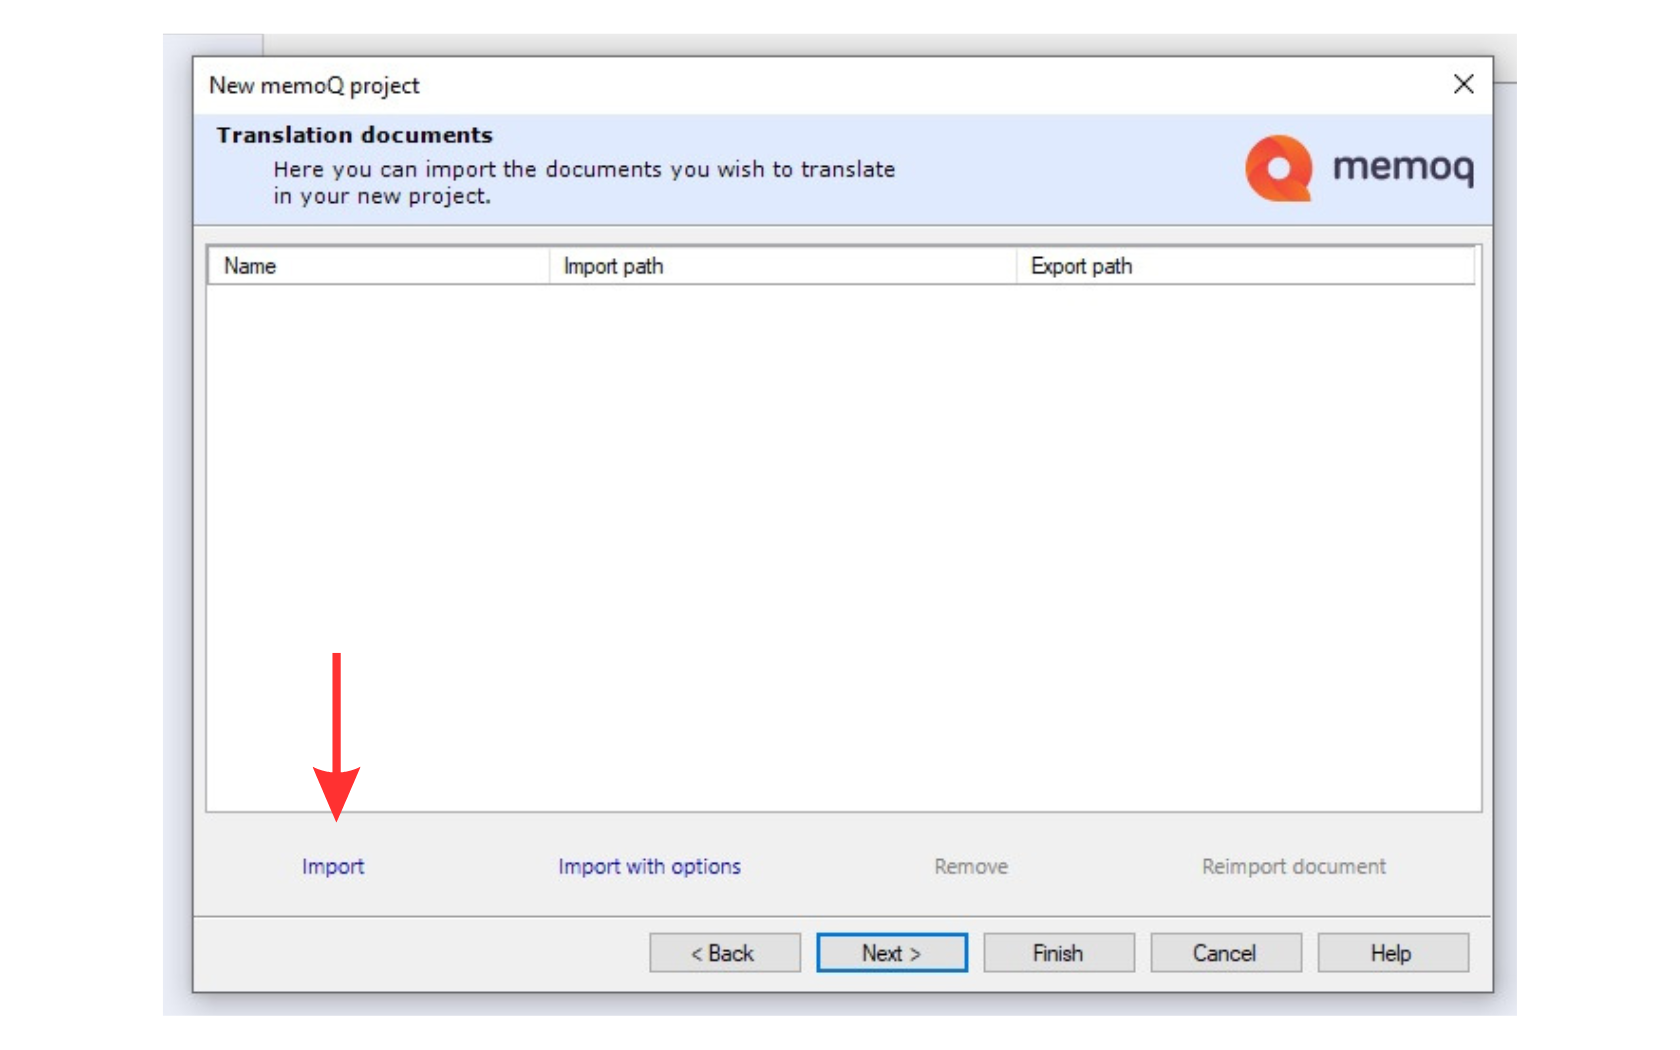 New memoQ project
Translation documents
Here you can import the documents you wish to translate
in your new project.
memoq
Name Import path Export path
Import Import with options Remove Reimport document
< Back Next > Finish Cancel Help